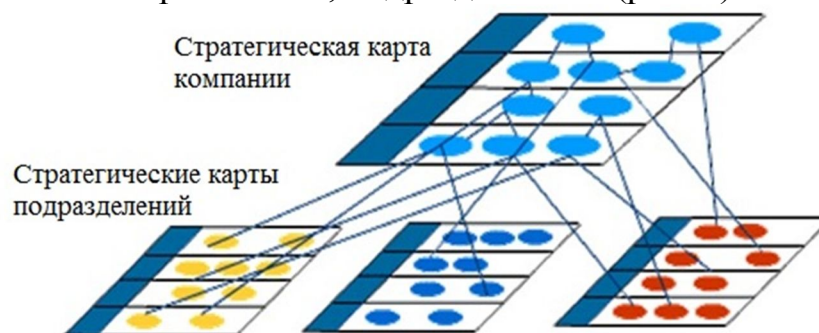 Стратегическая карта
компании
Стратегические карты
подразделений